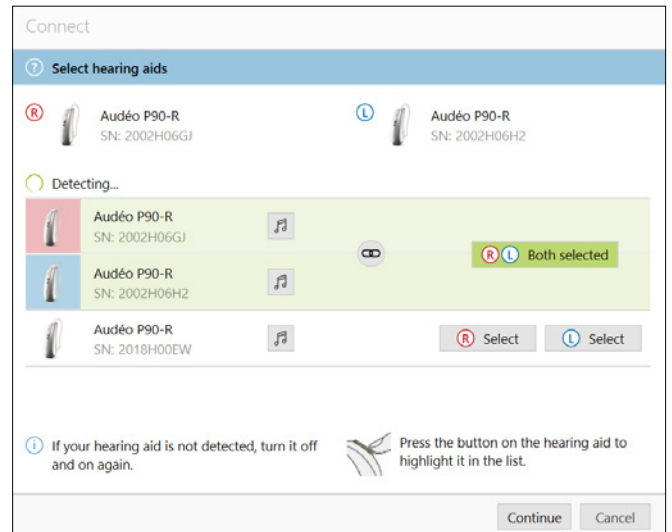 Connect
? Select hearing aids
R Audéo P90-R
SN: 2002H06GJ
L Audéo P90-R
SN: 2002H06H2
Detecting...
Audéo P90-R
SN: 2002H06GJ
Audéo P90-R
SN: 2002H06H2
R L Both selected
Audéo P90-R
SN: 2018H00EW
R Select L Select
i If your hearing aid is not detected, turn it off
and on again.
Press the button on the hearing aid to
highlight it in the list.
Continue Cancel